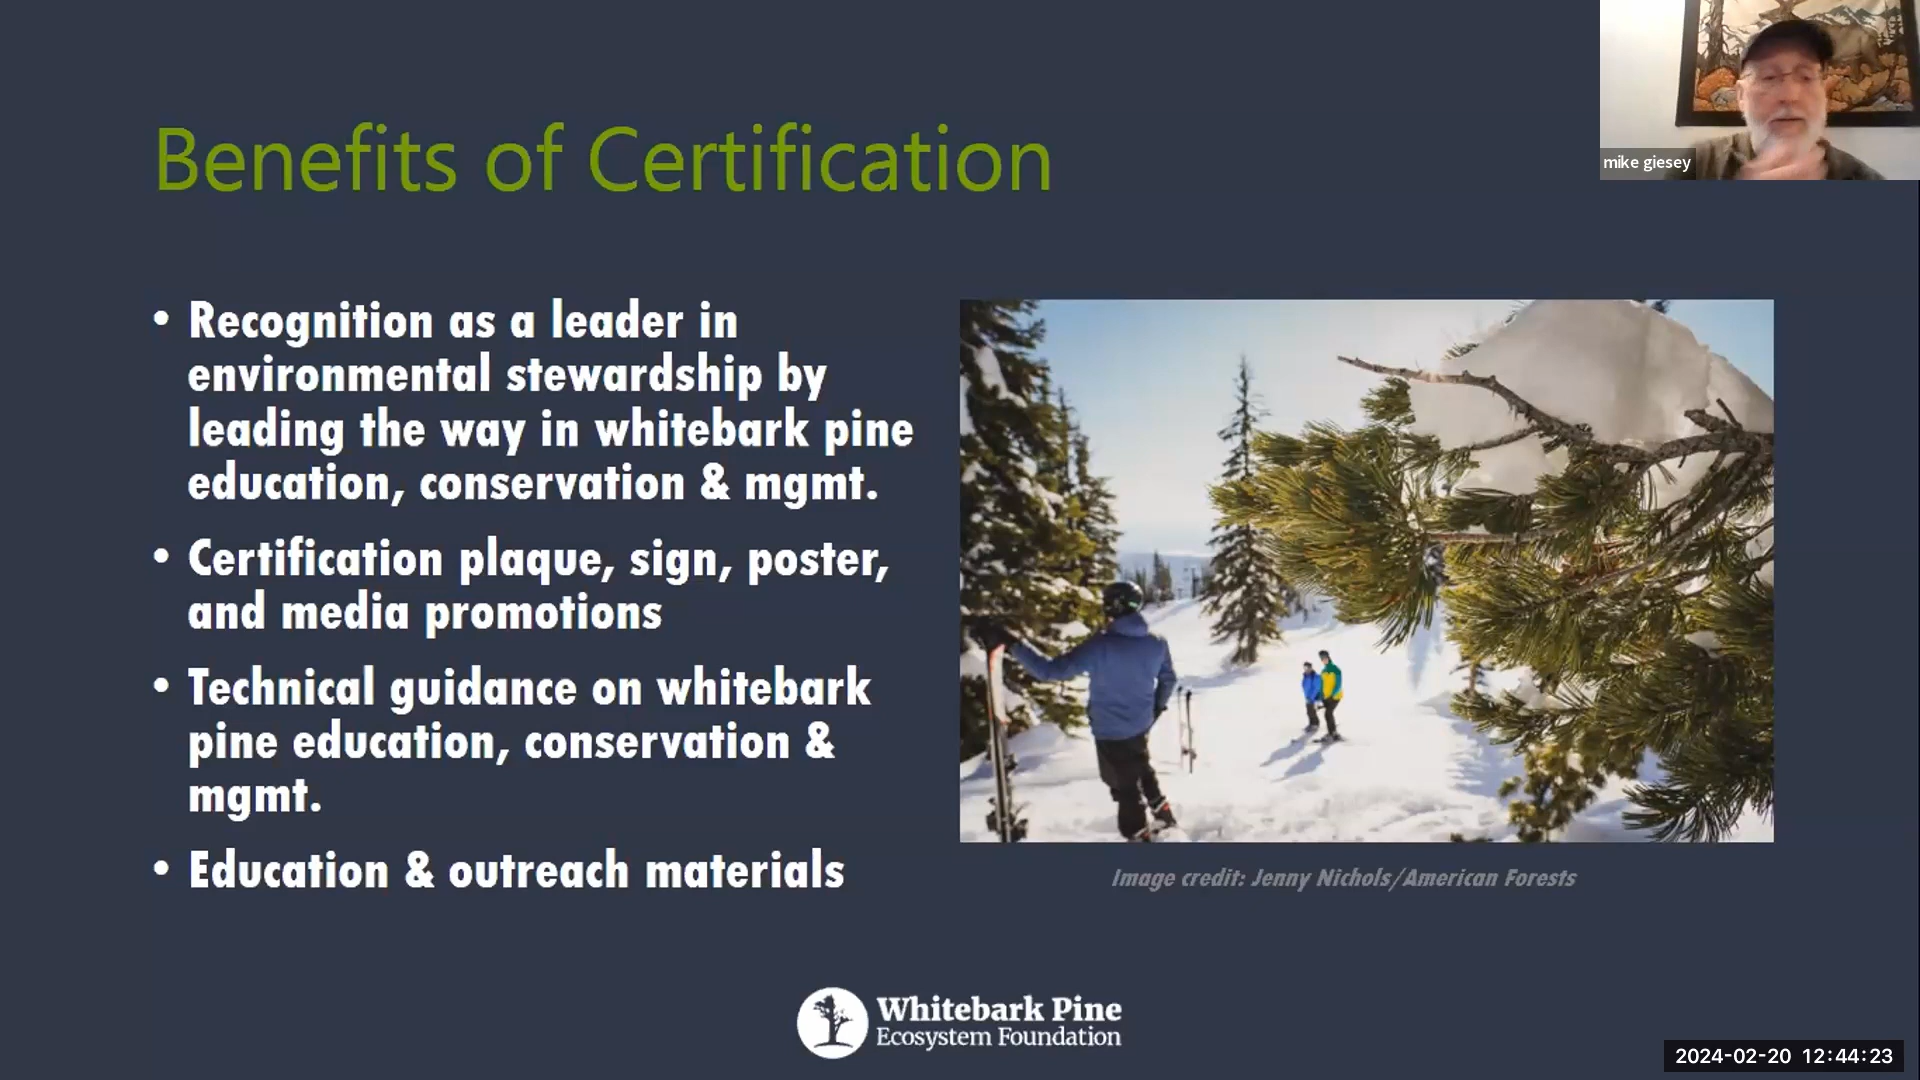 Benefits of Certification
mike giesey
• Recognition as a leader in
environmental stewardship by
leading the way in whitebark pine
education, conservation & mgmt.
• Certification plaque, sign, poster,
and media promotions
• Technical guidance on whitebark
pine education, conservation &
mgmt.
• Education & outreach materials
Image credit: Jenny Nichols/American Forests
Whitebark Pine
Ecosystem Foundation
2024-02-20 12:44:23